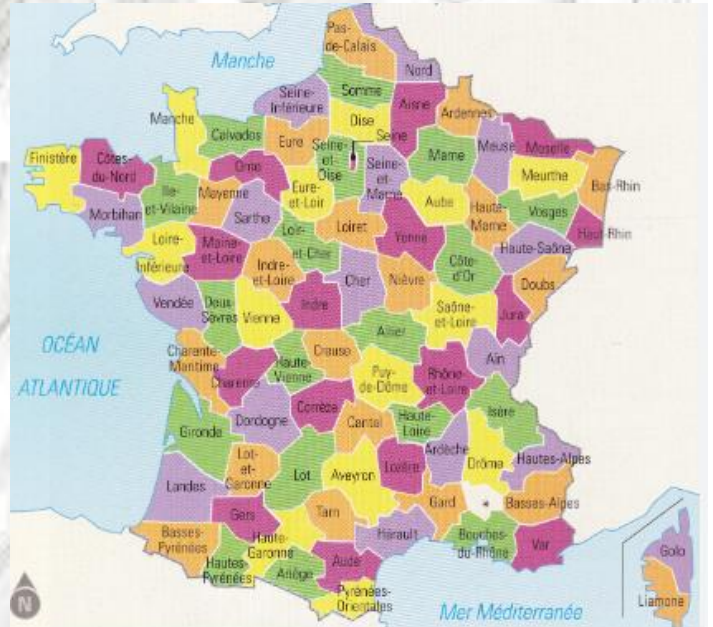 Pas-
de-Calais
Nord
Manche
Seine-
Inférieure
Somme
Aisne
Ardennes
Manche
Calvados
Eure
Oise
Seine
Seine-
et-
Oise
Seine-
et-
Marne
Marne
Meuse
Moselle
Meurthe
Bas-Rhin
Finistère
Côtes-
du-Nord
Orne
Ille-
et-Vilaine
Mayenne
Eure-
et-Loir
Aube
Haute-
Marne
Vosges
Haut-Rhin
Morbihan
Sarthe
Loir-
et-Cher
Loiret
Yonne
Haute-Saône
Loire-
Inférieure
Maine-
et-Loire
Indre-
et-Loire
Cher
Nièvre
Côte-
d'Or
Doubs
Vendée
Deux-
Sèvres
Vienne
Indre
Saône-
et-Loire
Jura
OCÉAN
ATLANTIQUE
Allier
Ain
Charente-
Maritime
Charente
Haute-
Vienne
Creuse
Puy-
de-Dôme
Rhône-
et-Loire
Isère
Gironde
Dordogne
Corrèze
Cantal
Haute-
Loire
Ardèche
Drôme
Hautes-Alpes
Landes
Lot-
et-
Garonne
Lot
Aveyron
Lozère
Gard
Basses-Alpes
Gers
Tarn
Hérault
Bouches-
du-Rhône
Var
Basses-
Pyrénées
Hautes-
Pyrénées
Haute-
Garonne
Ariège
Aude
Pyrénées-
Orientales
Golo
Liamone
Mer Méditerranée
N